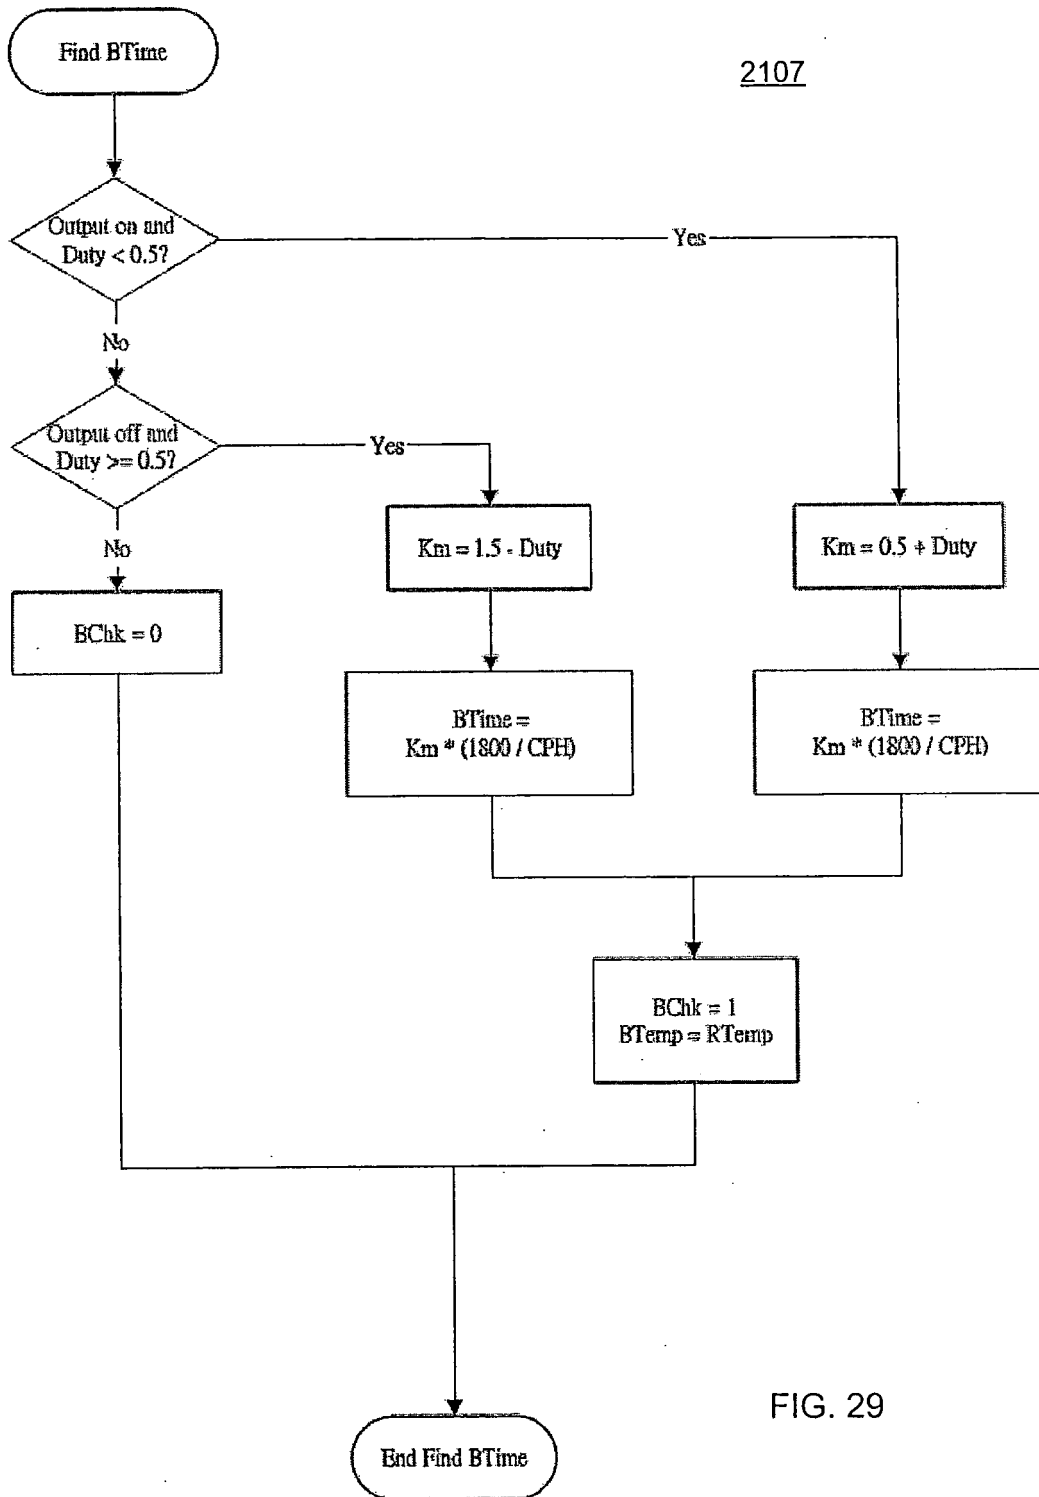 Find BTime
2107
Output on and
Duty < 0.5?
Yes
No
Output off and
Duty >= 0.5?
Yes
No
Km = 1.5 - Duty
Km = 0.5 + Duty
BChk = 0
BTime =
Km * (1800 / CPH)
BTime =
Km * (1800 / CPH)
BChk = 1
BTemp = RTemp
FIG. 29
End Find BTime